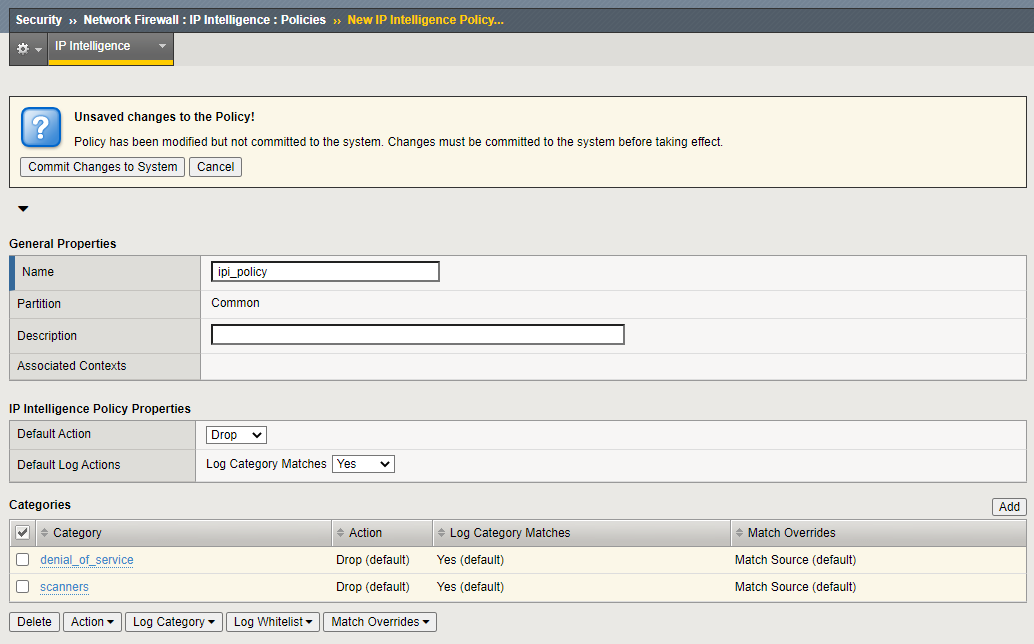 Security ›› Network Firewall : IP Intelligence : Policies ›› New IP Intelligence Policy...
IP Intelligence
Unsaved changes to the Policy!
Policy has been modified but not committed to the system. Changes must be committed to the system before taking effect.
Commit Changes to System Cancel
General Properties
Name ipi_policy
Partition Common
Description
Associated Contexts
IP Intelligence Policy Properties
Default Action Drop
Default Log Actions Log Category Matches Yes
Categories Add
Category Action Log Category Matches Match Overrides
denial_of_service Drop (default) Yes (default) Match Source (default)
scanners Drop (default) Yes (default) Match Source (default)
Delete Action Log Category Log Whitelist Match Overrides